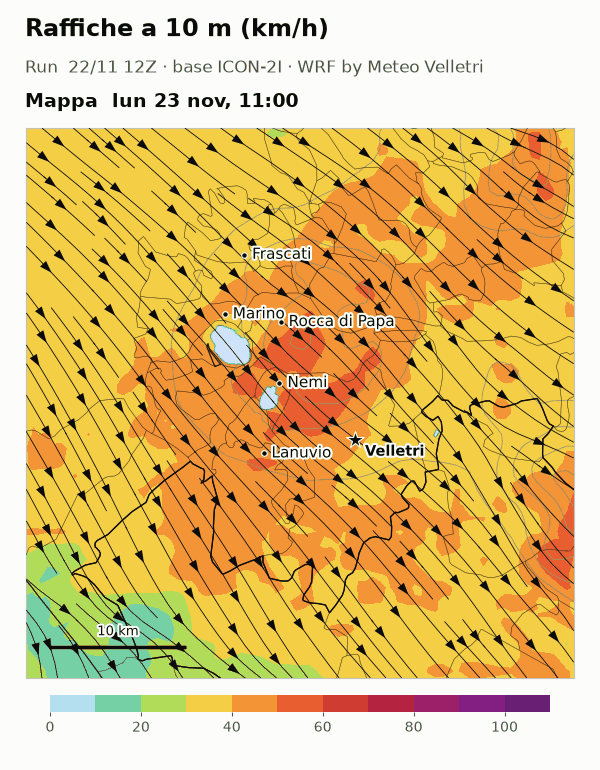 Raffiche a 10 m (km/h)
Run  22/11 12Z · base ICON-2I · WRF by Meteo Velletri
Mappa  lun 23 nov, 11:00
Frascati
Marino
Rocca di Papa
Nemi
Velletri
Lanuvio
10 km
0 20 40 60 80 100